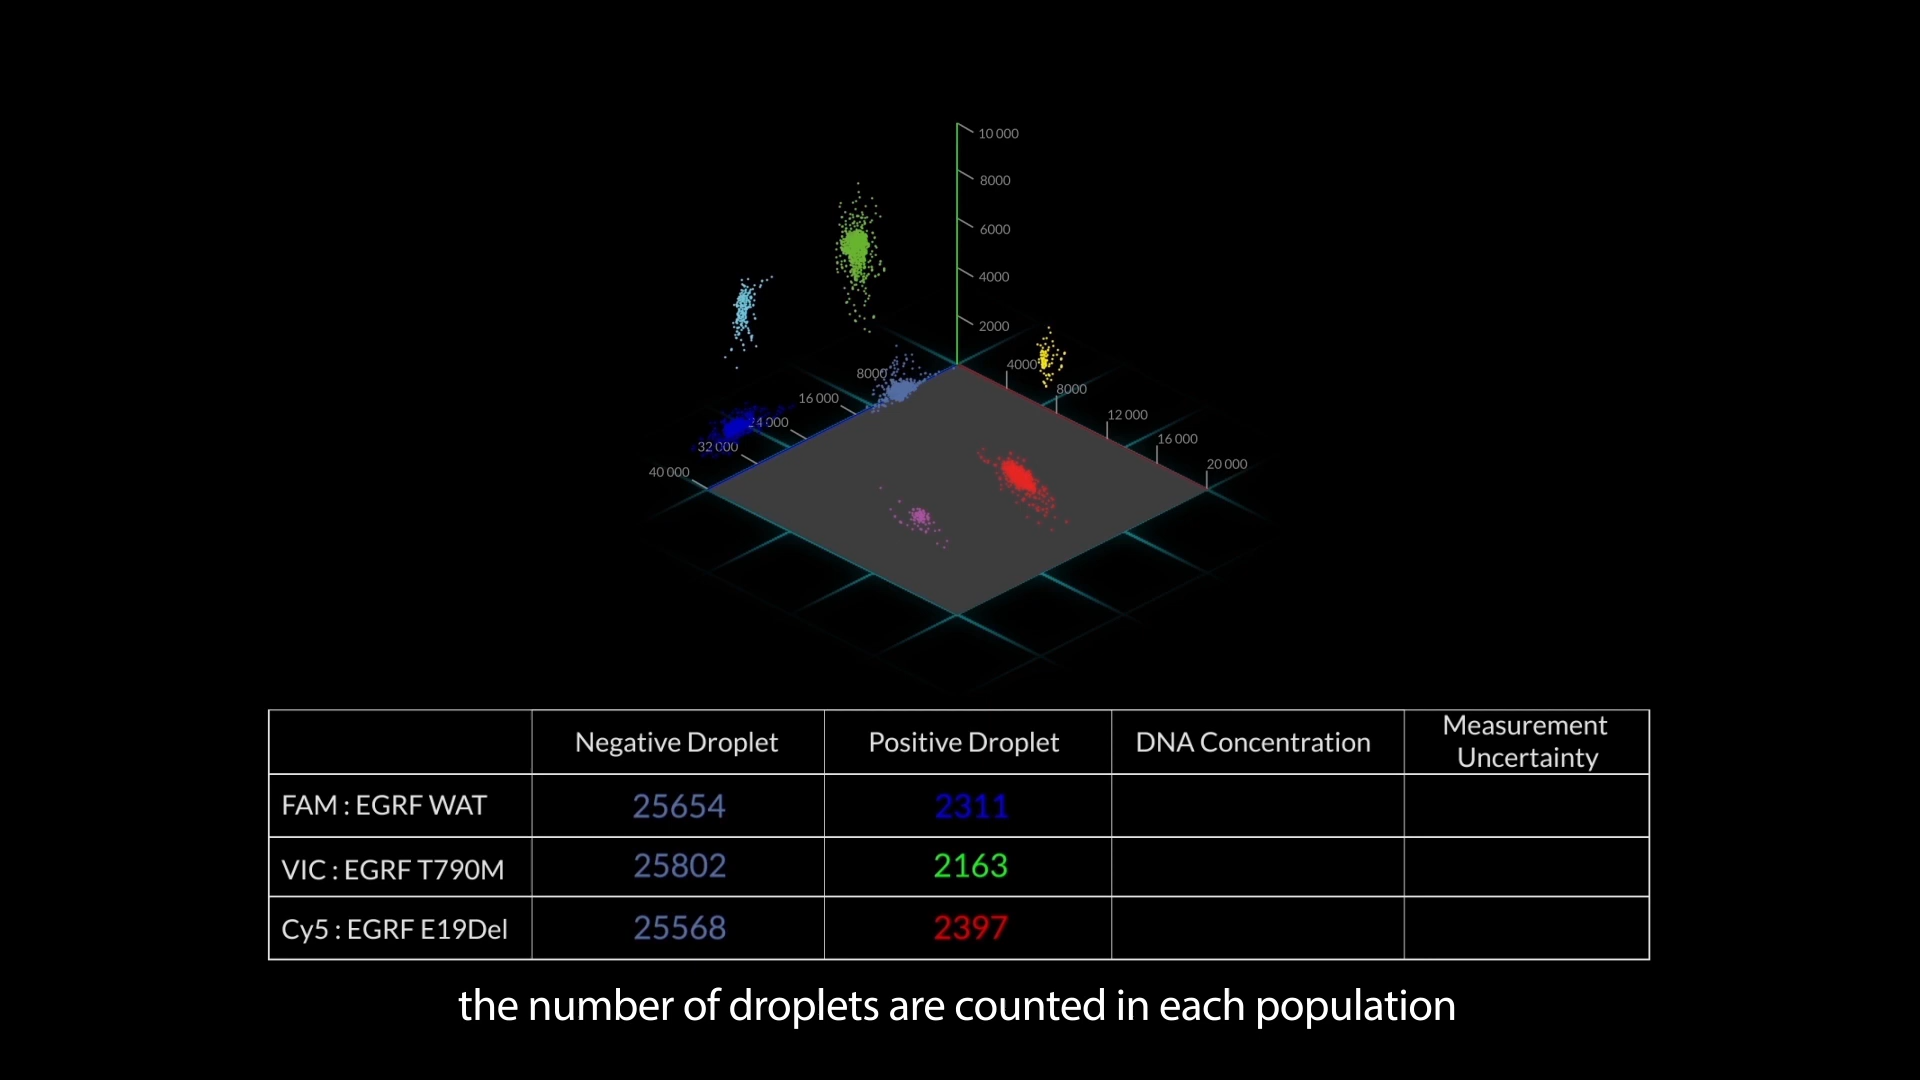 10 000
8000
6000
4000
2000
4000
8000
12 000
16 000
20 000
8000
16 000
24 000
32 000
40 000
Negative Droplet Positive Droplet DNA Concentration Measurement
Uncertainty
FAM : EGRF WAT 25654 2311
VIC : EGRF T790M 25802 2163
Cy5 : EGRF E19Del 25568 2397
the number of droplets are counted in each population